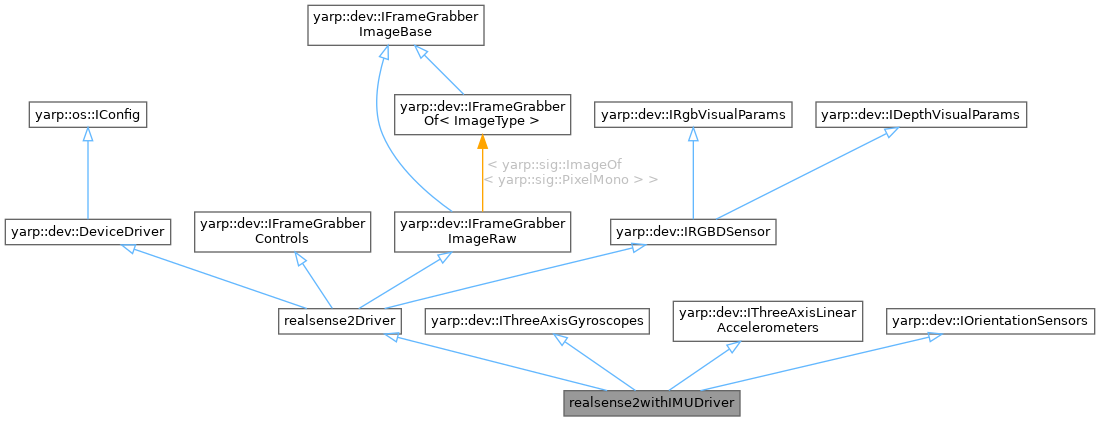 yarp::dev::IFrameGrabber
ImageBase
yarp::os::IConfig
yarp::dev::IFrameGrabber
Of< ImageType >
yarp::dev::IRgbVisualParams
yarp::dev::IDepthVisualParams
< yarp::sig::ImageOf
< yarp::sig::PixelMono > >
yarp::dev::DeviceDriver
yarp::dev::IFrameGrabber
Controls
yarp::dev::IFrameGrabber
ImageRaw
yarp::dev::IRGBDSensor
realsense2Driver
yarp::dev::IThreeAxisGyroscopes
yarp::dev::IThreeAxisLinear
Accelerometers
yarp::dev::IOrientationSensors
realsense2withIMUDriver